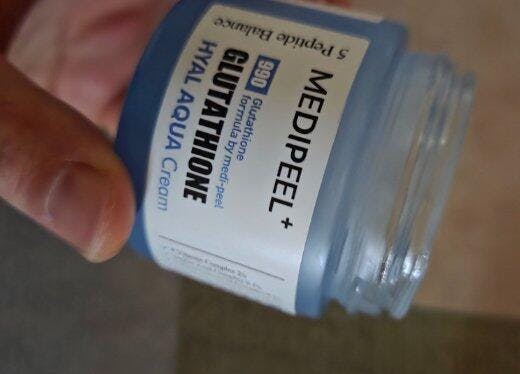 5 Peptide Balance
MEDIPEEL+
990 Glutathione
formula by medi-peel
GLUTATHIONE
HYAL AQUA Cream